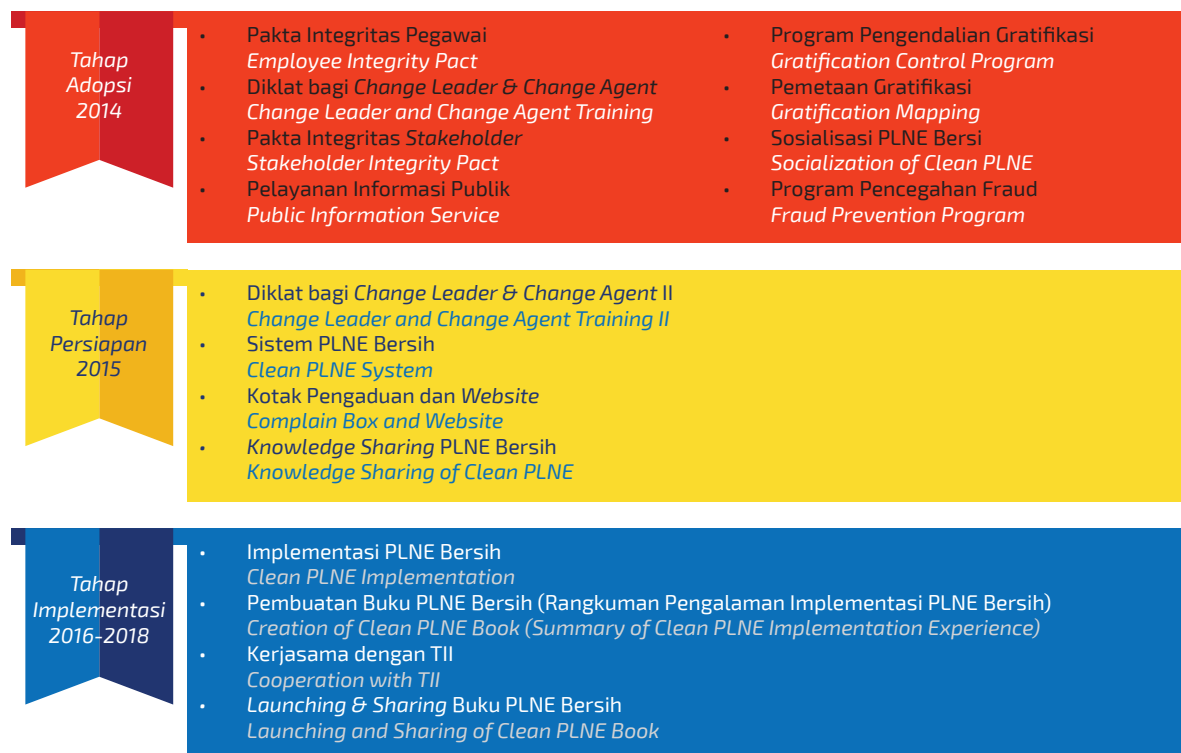 Tahap
Adopsi
2014
• Pakta Integritas Pegawai
Employee Integrity Pact
• Diklat bagi Change Leader & Change Agent
Change Leader and Change Agent Training
• Pakta Integritas Stakeholder
Stakeholder Integrity Pact
• Pelayanan Informasi Publik
Public Information Service
• Program Pengendalian Gratifikasi
Gratification Control Program
• Pemetaan Gratifikasi
Gratification Mapping
• Sosialisasi PLNE Bersi
Socialization of Clean PLNE
• Program Pencegahan Fraud
Fraud Prevention Program
Tahap
Persiapan
2015
• Diklat bagi Change Leader & Change Agent II
Change Leader and Change Agent Training II
• Sistem PLNE Bersih
Clean PLNE System
• Kotak Pengaduan dan Website
Complain Box and Website
• Knowledge Sharing PLNE Bersih
Knowledge Sharing of Clean PLNE
Tahap
Implementasi
2016-2018
• Implementasi PLNE Bersih
Clean PLNE Implementation
• Pembuatan Buku PLNE Bersih (Rangkuman Pengalaman Implementasi PLNE Bersih)
Creation of Clean PLNE Book (Summary of Clean PLNE Implementation Experience)
• Kerjasama dengan TII
Cooperation with TII
• Launching & Sharing Buku PLNE Bersih
Launching and Sharing of Clean PLNE Book